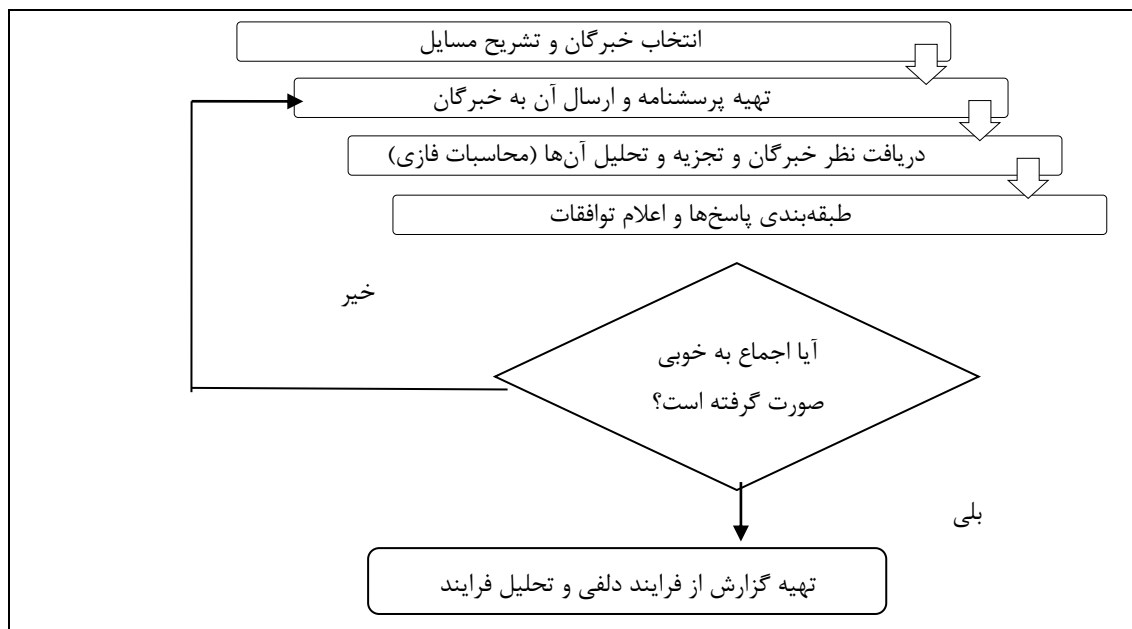 انتخاب خبرگان و تشریح مسایل
تهیه پرسشنامه و ارسال آن به خبرگان
دریافت نظر خبرگان و تجزیه و تحلیل آن‌ها (محاسبات فازی)
طبقه‌بندی پاسخ‌ها و اعلام توافقات
خیر
آیا اجماع به خوبی
صورت گرفته است؟
بلی
تهیه گزارش از فرایند دلفی و تحلیل فرایند